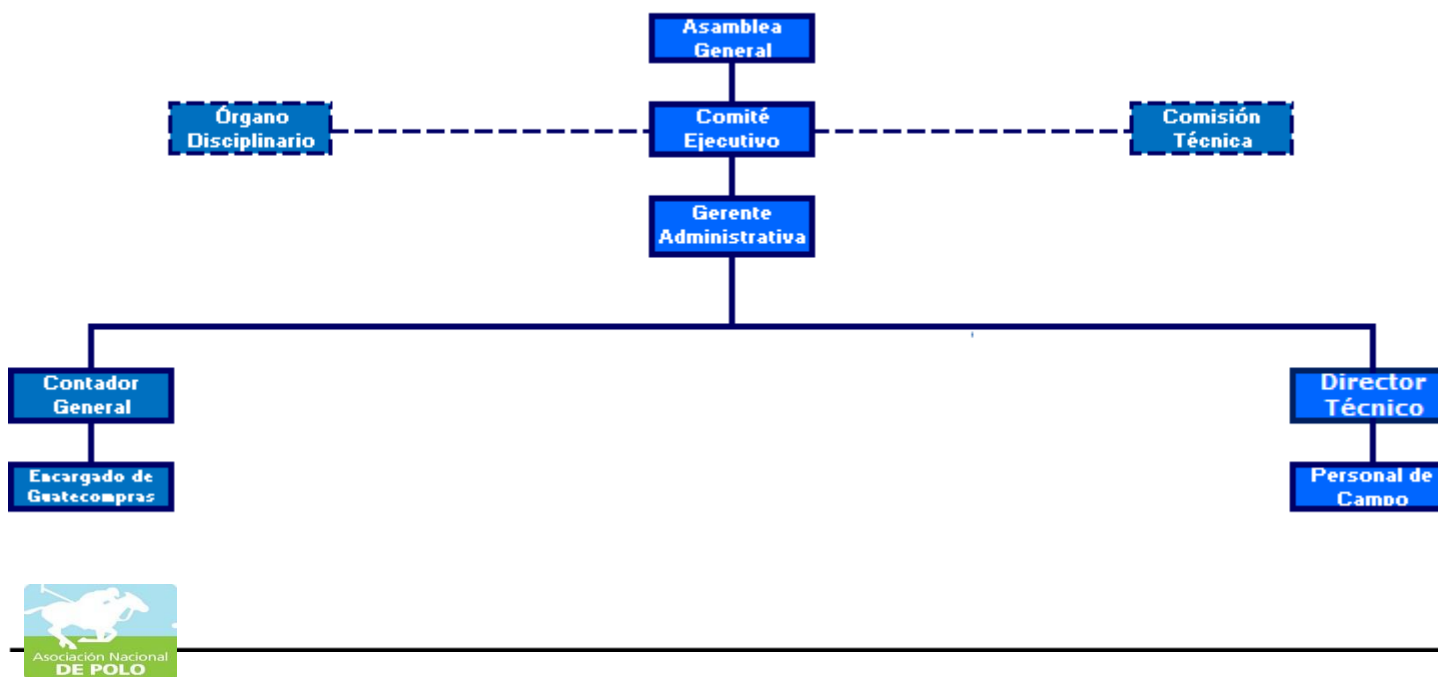 Asamblea
General
Órgano
Disciplinario
Comité
Ejecutivo
Comisión
Técnica
Gerente
Administrativa
Contador
General
Director
Técnico
Encargado de
Guatecompras
Personal de
Campo
Asociación Nacional
DE POLO